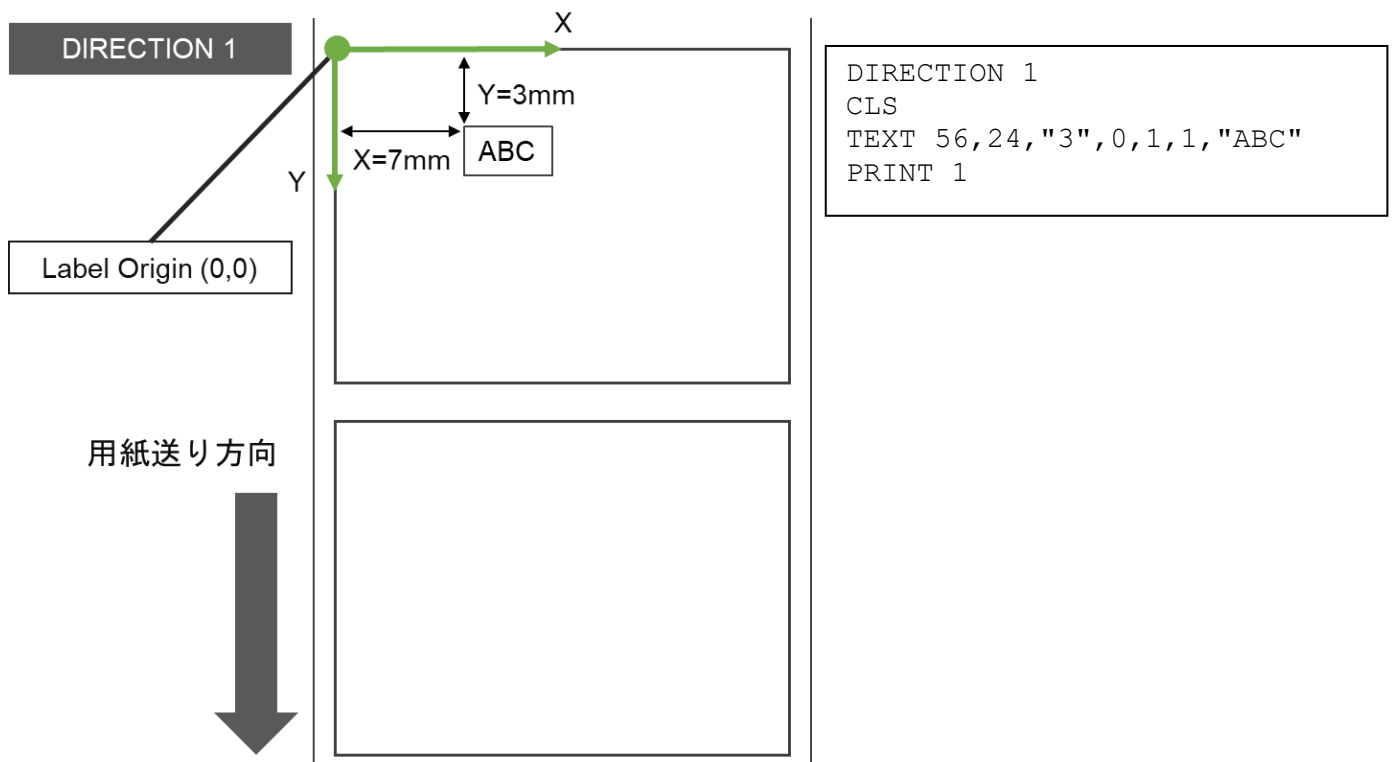 DIRECTION 1
X
Y=3mm
X=7mm
ABC
Y
Label Origin (0,0)
用紙送り方向
DIRECTION 1
CLS
TEXT 56,24,"3",0,1,1,"ABC"
PRINT 1